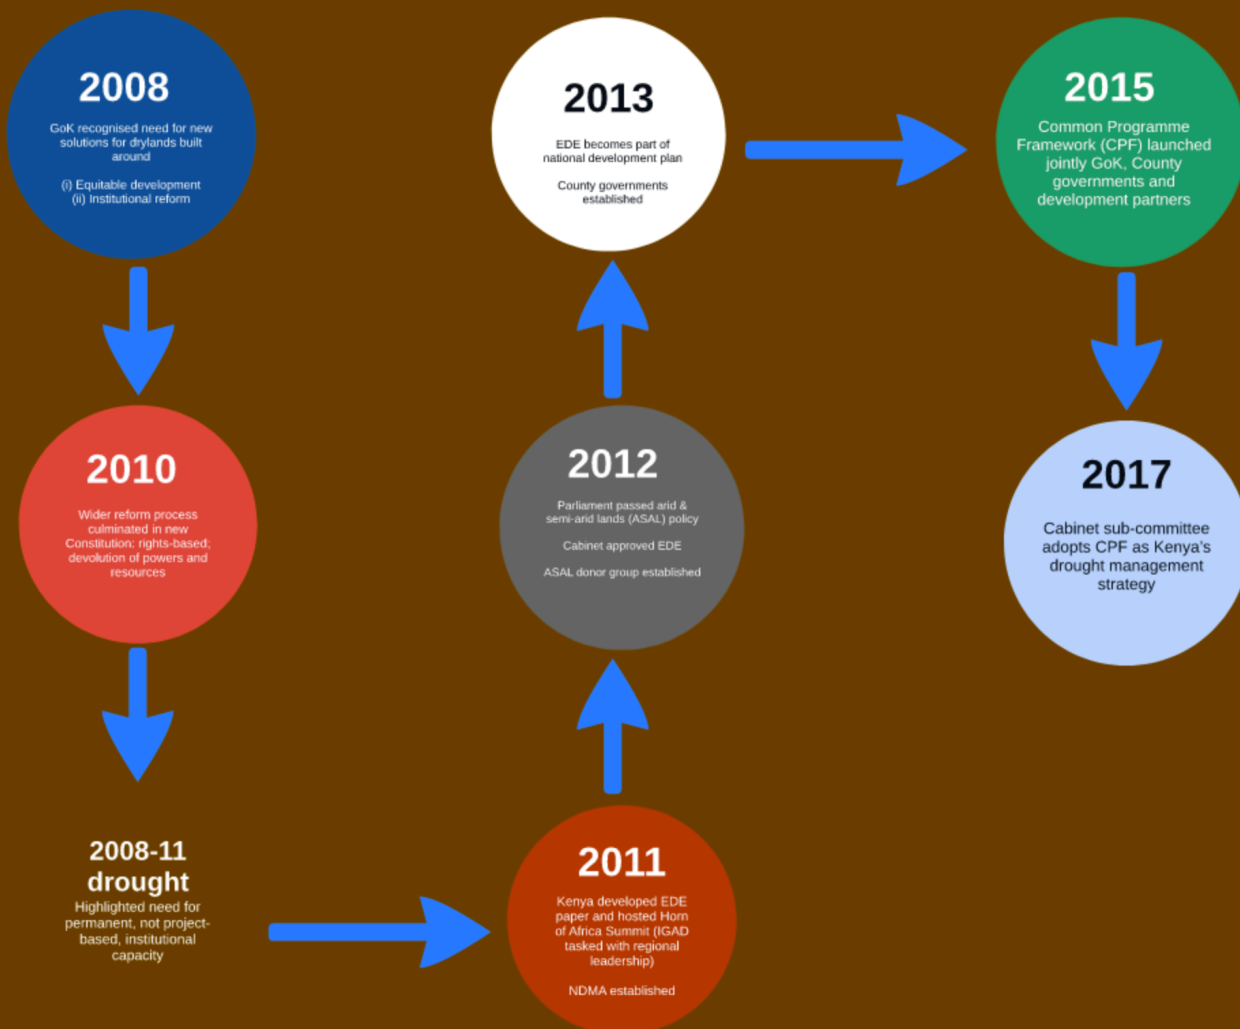 2008
GoK recognised need for new
solutions for drylands built
around
(i) Equitable development
(ii) Institutional reform
2010
Wider reform process
culminated in new
Constitution: rights-based;
devolution of powers and
resources
2008-11
drought
Highlighted need for
permanent, not project-
based, institutional
capacity
2011
Kenya developed EDE
paper and hosted Horn
of Africa Summit (IGAD
tasked with regional
leadership)
NDMA established
2012
Parliament passed arid &
semi-arid lands (ASAL) policy
Cabinet approved EDE
ASAL donor group established
2013
EDE becomes part of
national development plan
County governments
established
2015
Common Programme
Framework (CPF) launched
jointly GoK, County
governments and
development partners
2017
Cabinet sub-committee
adopts CPF as Kenya's
drought management
strategy